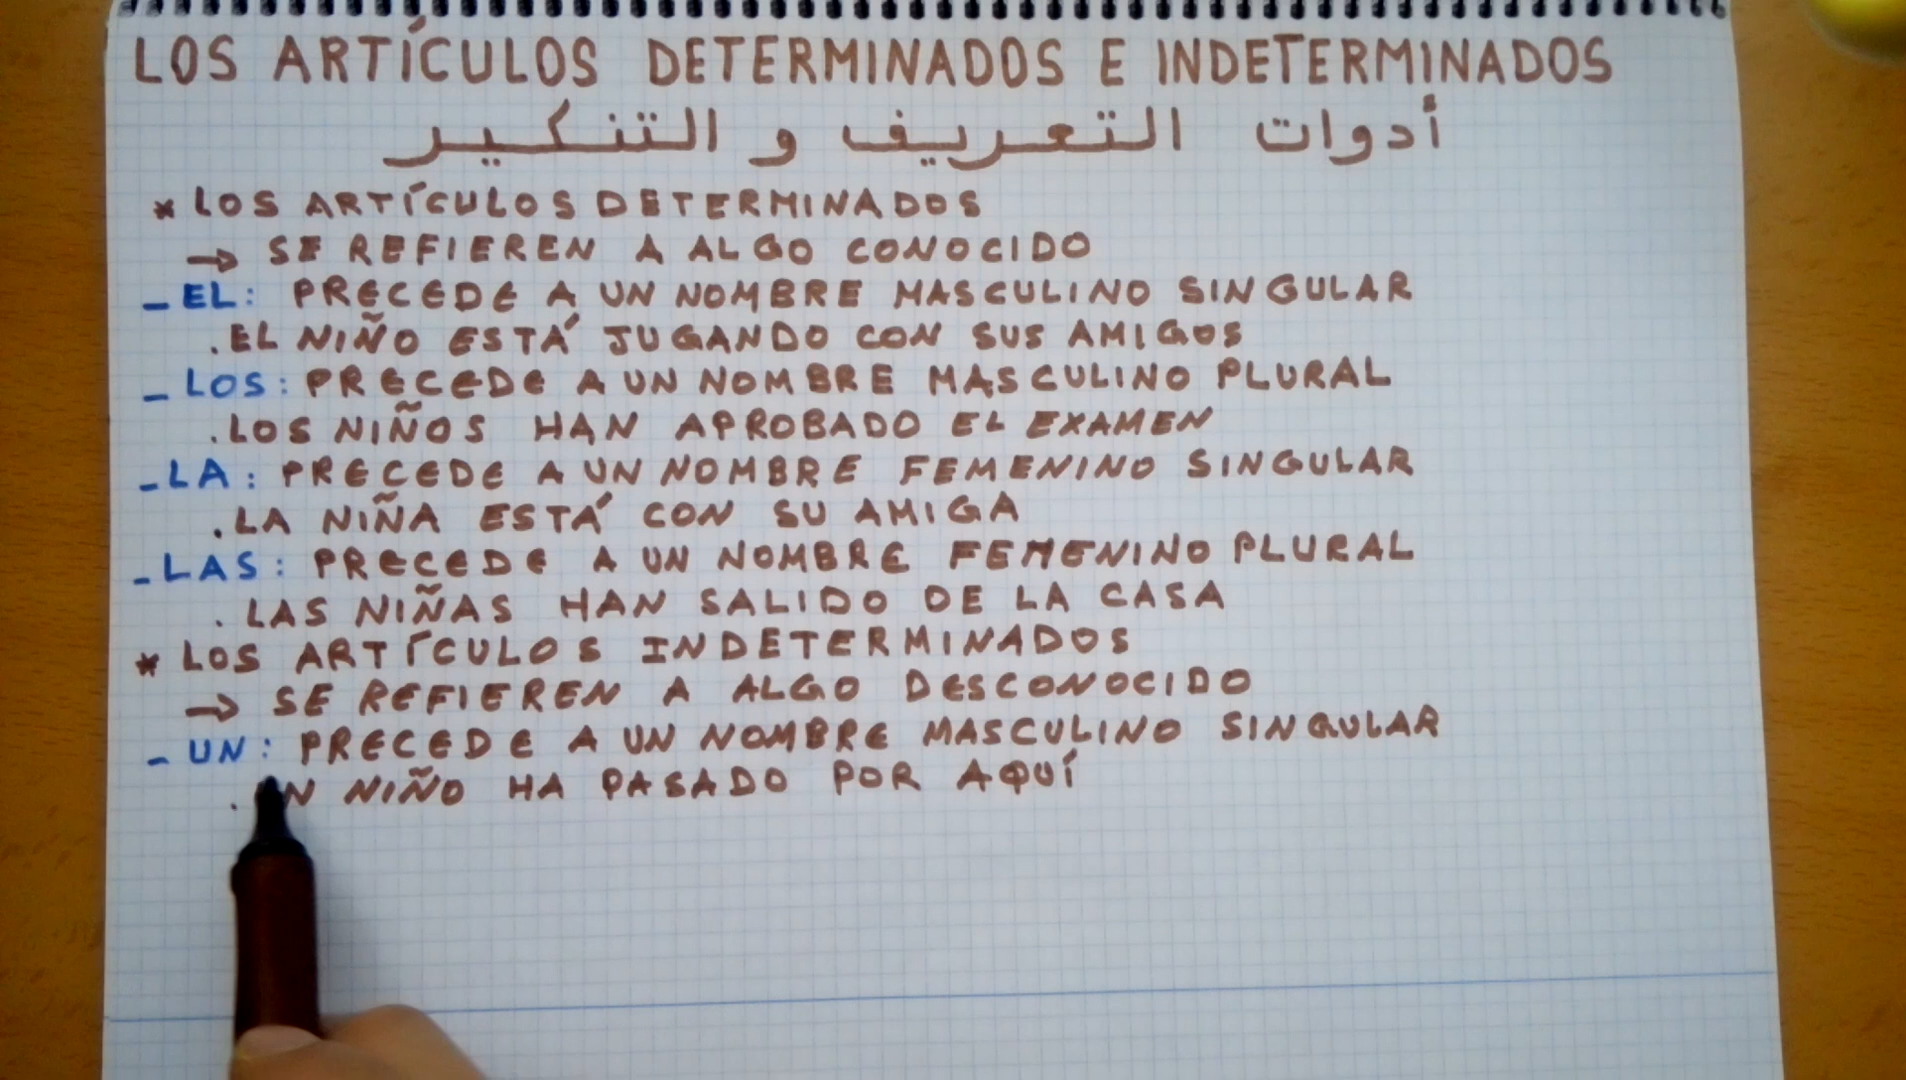 LOS ARTÍCULOS DETERMINADOS E INDETERMINADOS
أدوات التعريف و التنكير
* LOS ARTÍCULOS DETERMINADOS
→ SE REFIEREN A ALGO CONOCIDO
- EL: PRECEDE A UN NOMBRE MASCULINO SINGULAR
. EL NIÑO ESTÁ JUGANDO CON SUS AMIGOS
- LOS: PRECEDE A UN NOMBRE MASCULINO PLURAL
. LOS NIÑOS HAN APROBADO EL EXAMEN
- LA: PRECEDE A UN NOMBRE FEMENINO SINGULAR
. LA NIÑA ESTÁ CON SU AMIGA
- LAS: PRECEDE A UN NOMBRE FEMENINO PLURAL
. LAS NIÑAS HAN SALIDO DE LA CASA
* LOS ARTÍCULOS INDETERMINADOS
→ SE REFIEREN A ALGO DESCONOCIDO
- UN: PRECEDE A UN NOMBRE MASCULINO SINGULAR
. UN NIÑO HA PASADO POR AQUÍ